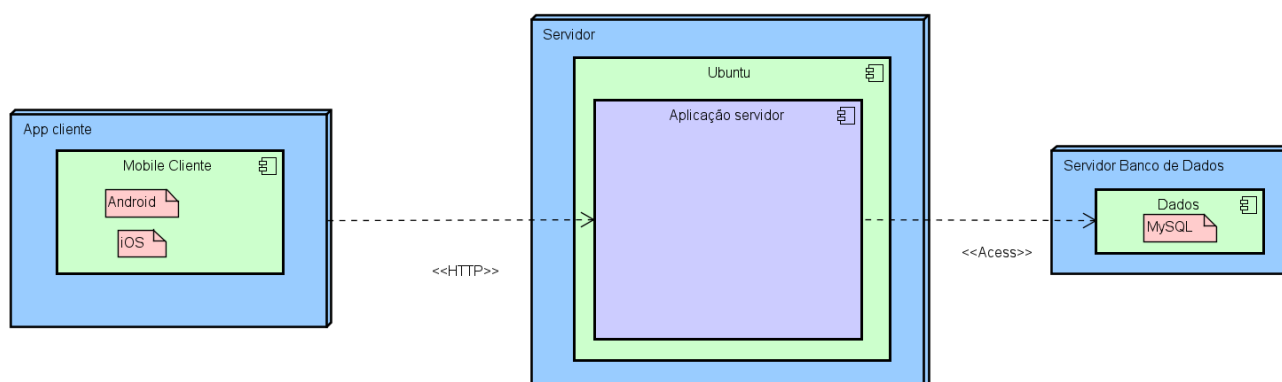 App cliente
Mobile Cliente
Android
iOS
<<HTTP>>
Servidor
Ubuntu
Aplicação servidor
<<Acess>>
Servidor Banco de Dados
Dados
MySQL